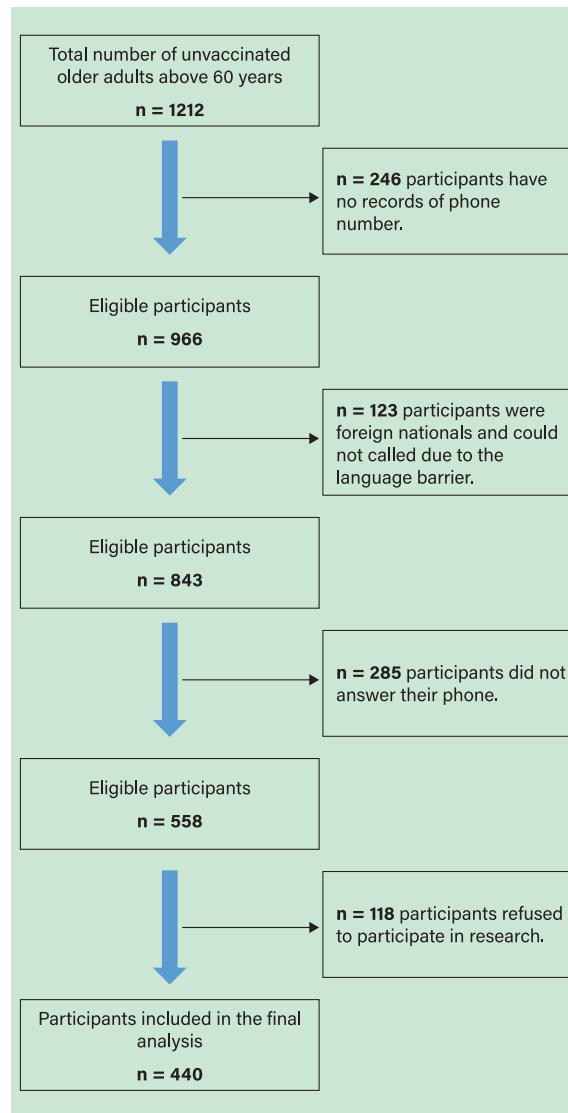 Total number of unvaccinated
older adults above 60 years
n = 1212
n = 246 participants have
no records of phone
number.
Eligible participants
n = 966
n = 123 participants were
foreign nationals and could
not called due to the
language barrier.
Eligible participants
n = 843
n = 285 participants did not
answer their phone.
Eligible participants
n = 558
n = 118 participants refused
to participate in research.
Participants included in the final
analysis
n = 440